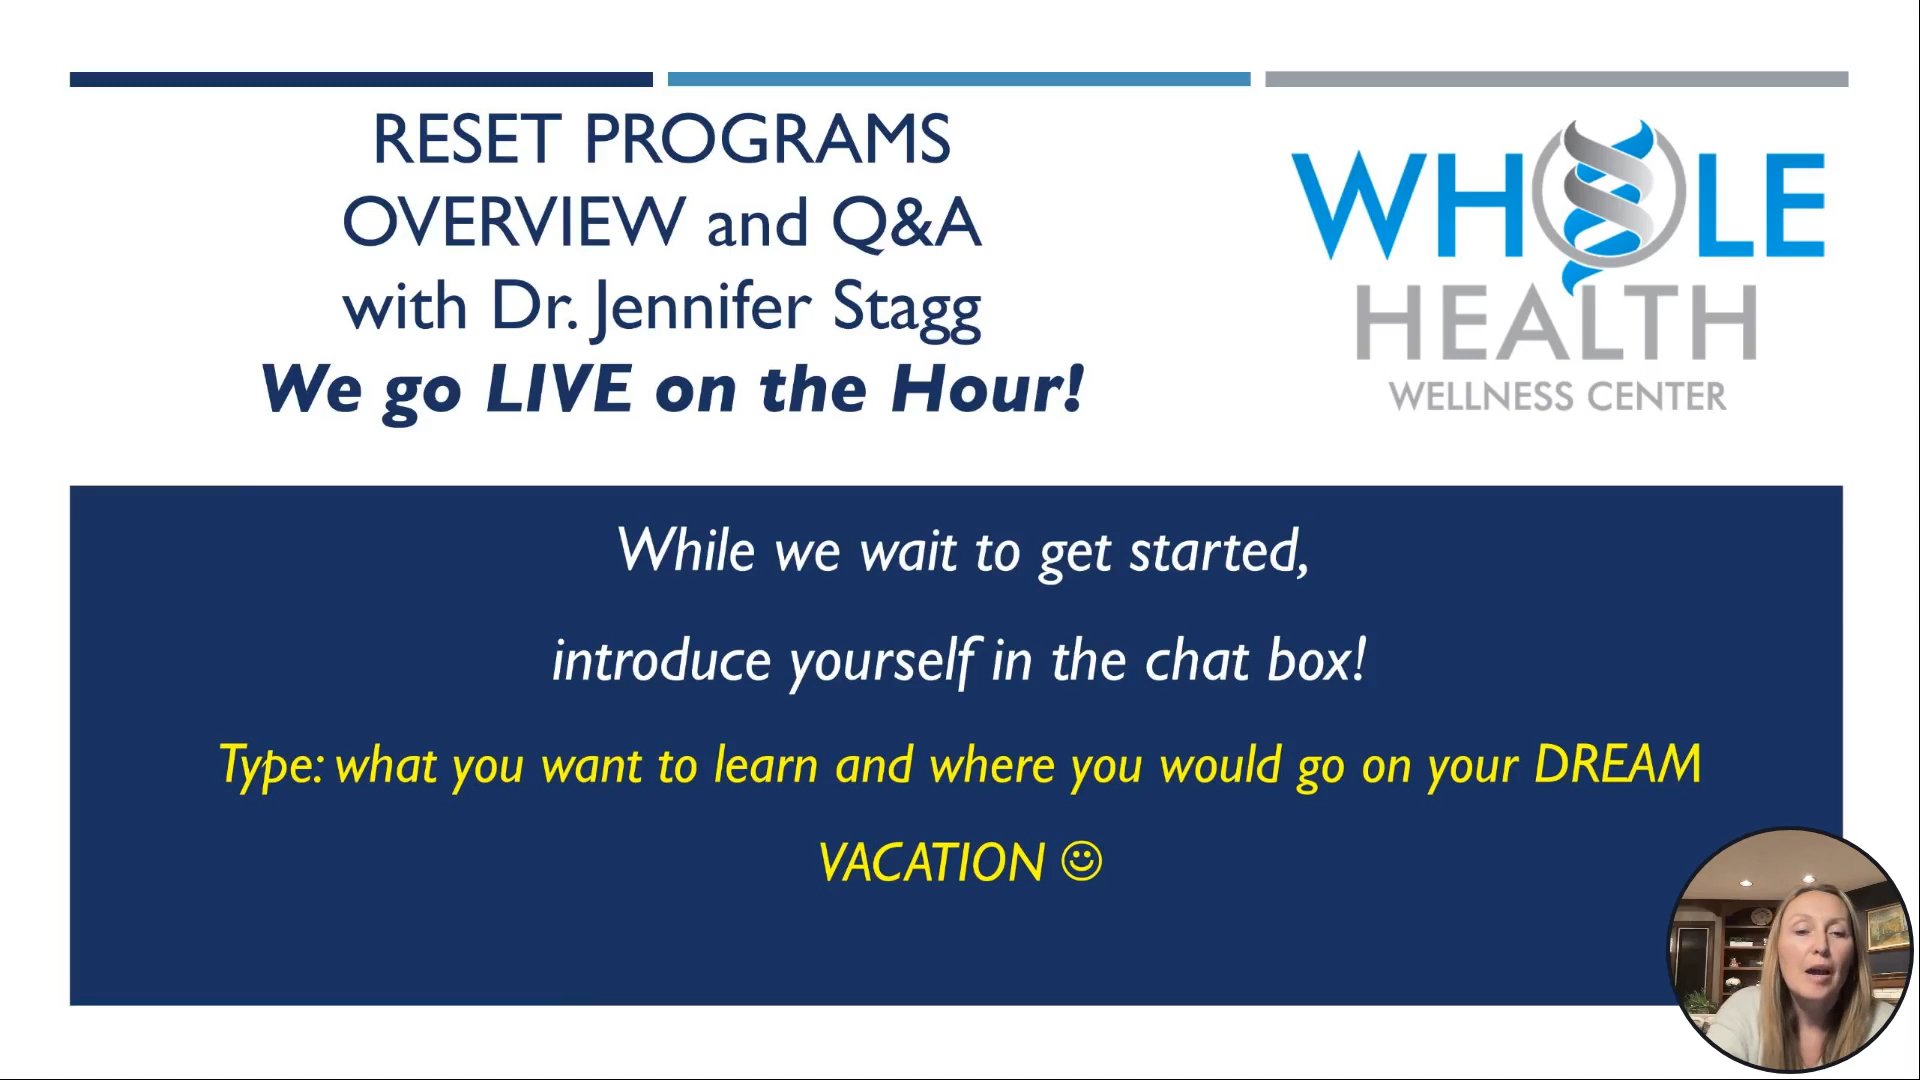 RESET PROGRAMS
OVERVIEW and Q&A
with Dr. Jennifer Stagg
We go LIVE on the Hour!
WHOLE
HEALTH
WELLNESS CENTER
While we wait to get started,
introduce yourself in the chat box!
Type: what you want to learn and where you would go on your DREAM
VACATION ☺